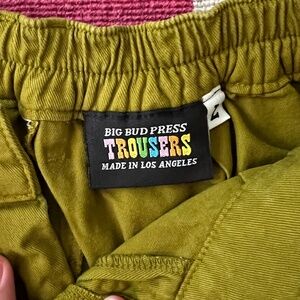 BIG BUD PRESS
TROUSERS
MADE IN LOS ANGELES